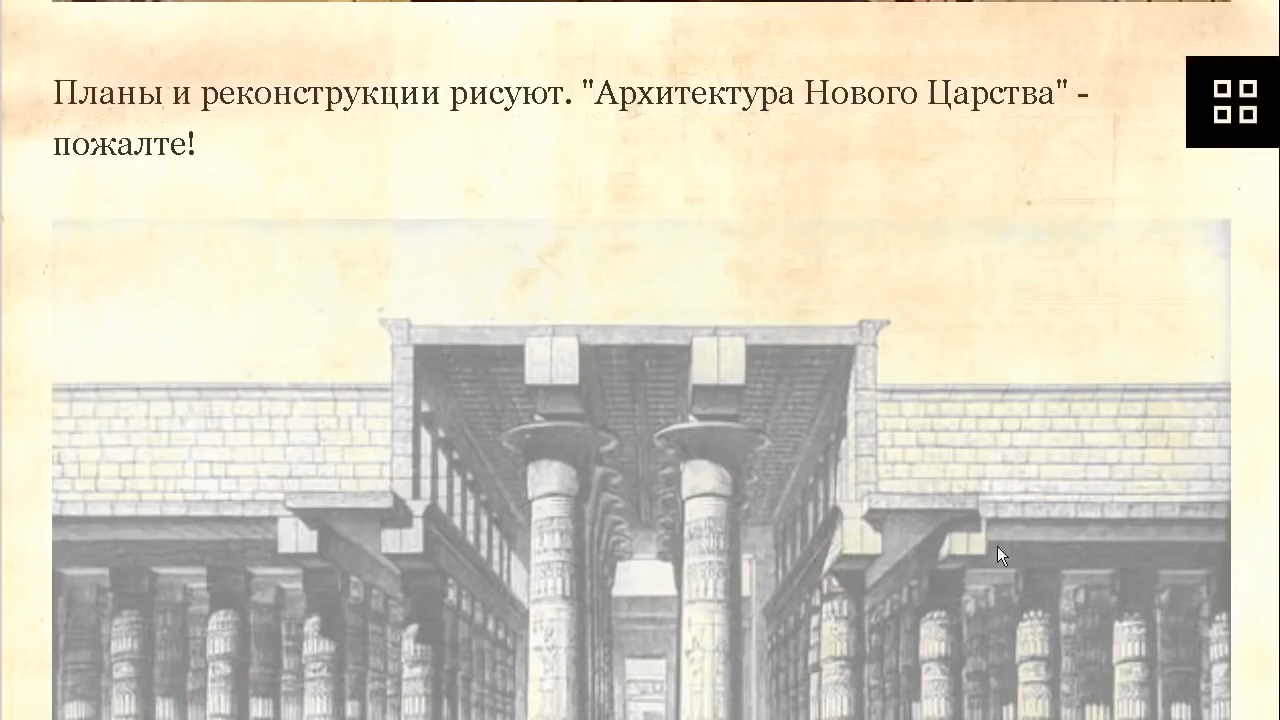 Планы и реконструкции рисуют. "Архитектура Нового Царства" -
пожалте!